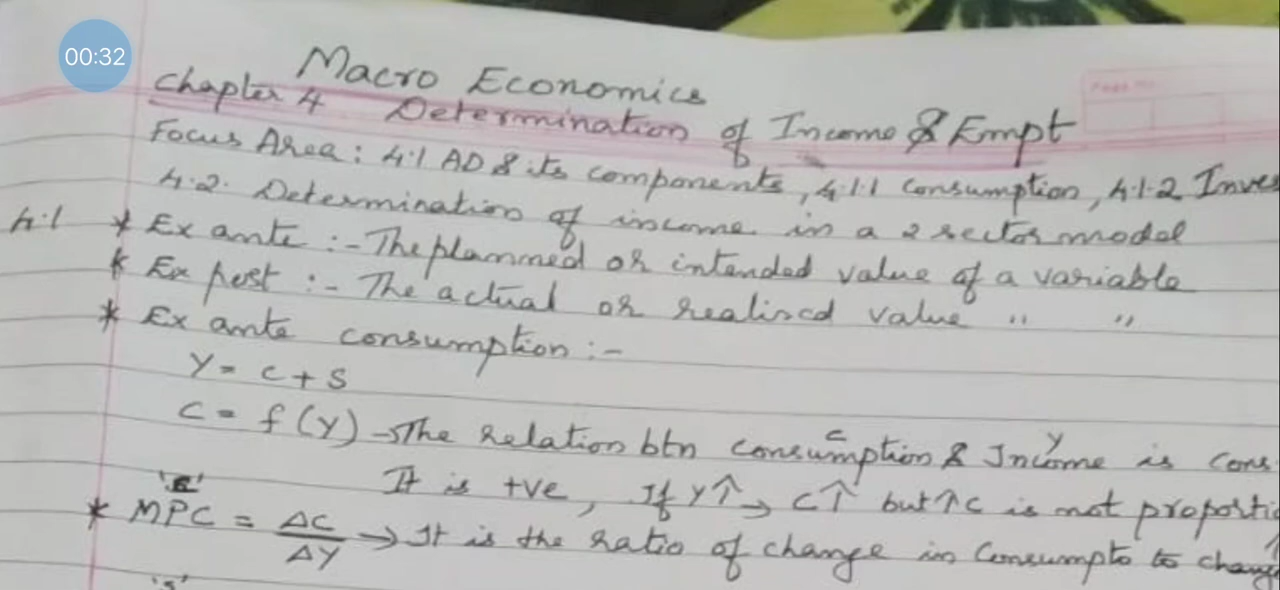 00:32
Macro Economics
Chapter 4 Determination of Income & Empt
Focus Area: 4.1 AD & its components, 4.1.1 Consumption, 4.1.2 Inves
4.2. Determination of income in a 2 sector model
4.1 * Ex ante :- The planned or intended value of a variable
* Ex post :- The actual or realised value " "
* Ex ante consumption :-
Y = C + S
C = f (Y) → The relation btn consumption & Income is cons
C Y
It is +ve, If Y↑ → C↑ but ↑C is not proporti
* MPC = ΔC/ΔY → It is the ratio of change in Consumpto to change